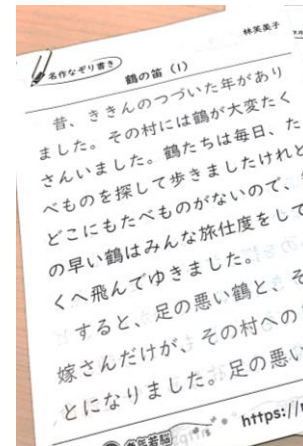 名作なぞり書き
林芙美子
鶴の笛（1）
昔、ききんのつづいた年があり
ました。その村には鶴が大変たく
さんいました。鶴たちは毎日、た
べものを探して歩きましたけれど
どこにもたべものがないので、
の早い鶴はみんな旅仕度をして
くへ飛んでゆきました。
すると、足の悪い鶴と、そ
嫁さんだけが、その村への
とになりました。足の悪い
https://